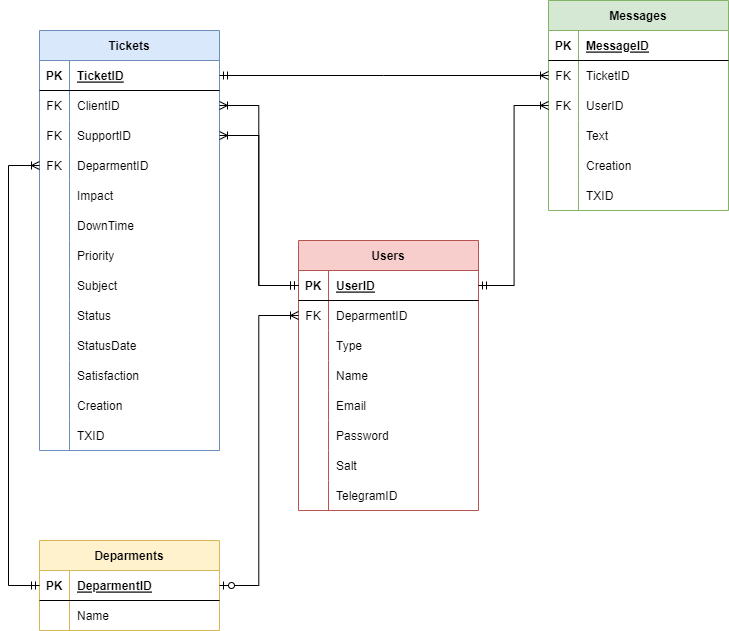 Tickets
PK TicketID
FK ClientID
FK SupportID
FK DeparmentID
Impact
DownTime
Priority
Subject
Status
StatusDate
Satisfaction
Creation
TXID
Messages
PK MessageID
FK TicketID
FK UserID
Text
Creation
TXID
Users
PK UserID
FK DeparmentID
Type
Name
Email
Password
Salt
TelegramID
Deparments
PK DeparmentID
Name